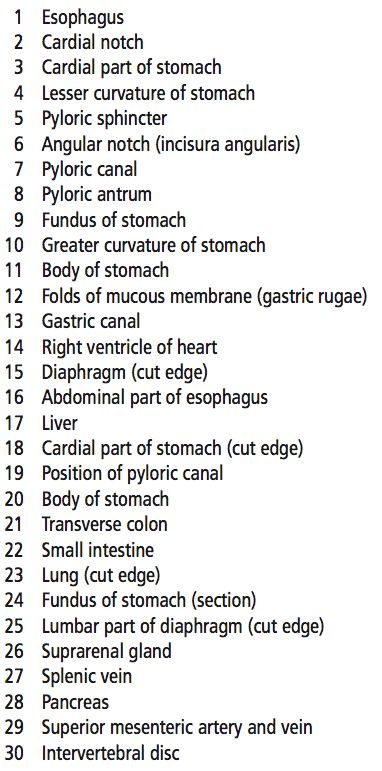 1 Esophagus
2 Cardial notch
3 Cardial part of stomach
4 Lesser curvature of stomach
5 Pyloric sphincter
6 Angular notch (incisura angularis)
7 Pyloric canal
8 Pyloric antrum
9 Fundus of stomach
10 Greater curvature of stomach
11 Body of stomach
12 Folds of mucous membrane (gastric rugae)
13 Gastric canal
14 Right ventricle of heart
15 Diaphragm (cut edge)
16 Abdominal part of esophagus
17 Liver
18 Cardial part of stomach (cut edge)
19 Position of pyloric canal
20 Body of stomach
21 Transverse colon
22 Small intestine
23 Lung (cut edge)
24 Fundus of stomach (section)
25 Lumbar part of diaphragm (cut edge)
26 Suprarenal gland
27 Splenic vein
28 Pancreas
29 Superior mesenteric artery and vein
30 Intervertebral disc